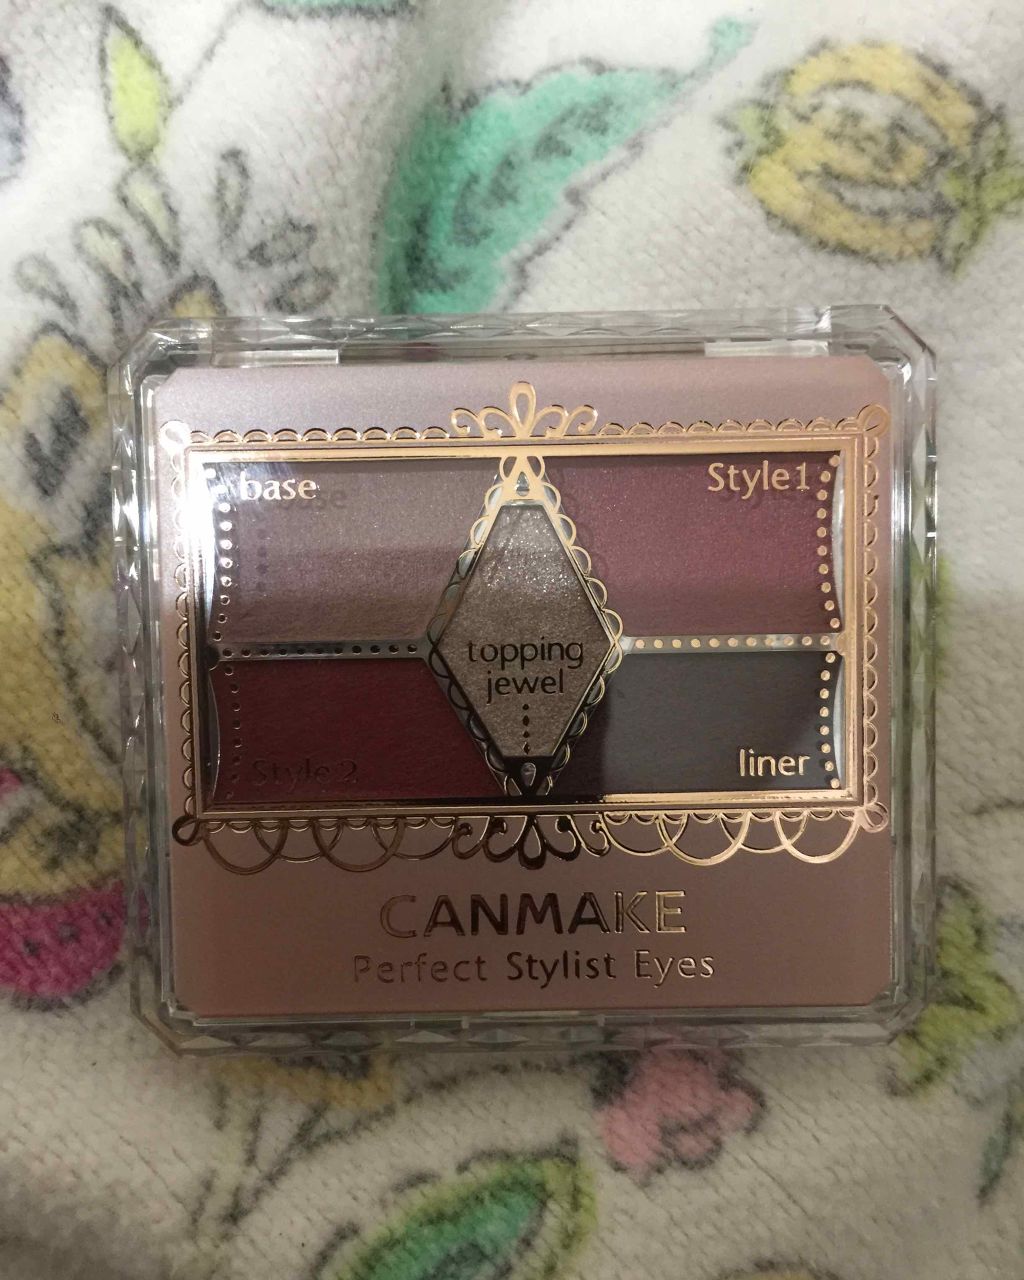 base
Style1
topping
jewel
Style2
liner
CANMAKE
Perfect Stylist Eyes